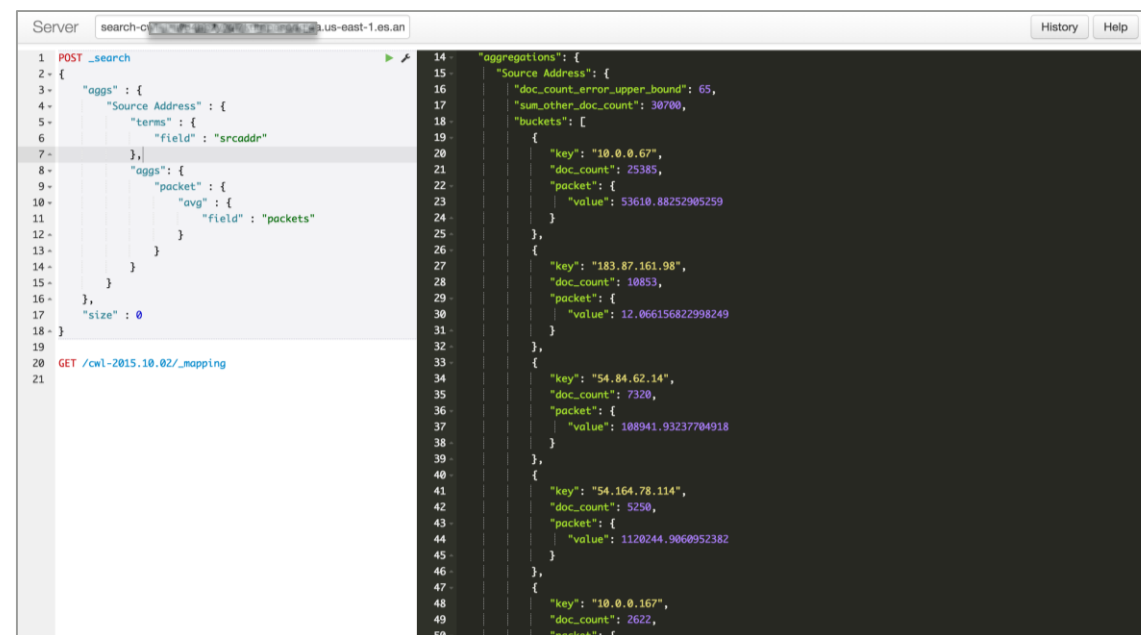 Server search-c .us-east-1.es.an History Help
1 POST _search
2 {
3 "aggs" : {
4 "Source Address" : {
5 "terms" : {
6 "field" : "srcaddr"
7 },
8 "aggs": {
9 "packet" : {
10 "avg" : {
11 "field" : "packets"
12 }
13 }
14 }
15 }
16 },
17 "size" : 0
18 }
19
20 GET /cwl-2015.10.02/_mapping
21
14 "aggregations": {
15 "Source Address": {
16 "doc_count_error_upper_bound": 65,
17 "sum_other_doc_count": 30700,
18 "buckets": [
19 {
20 "key": "10.0.0.67",
21 "doc_count": 25385,
22 "packet": {
23 "value": 53610.88252905259
24 }
25 },
26 {
27 "key": "183.87.161.98",
28 "doc_count": 10853,
29 "packet": {
30 "value": 12.066156822998249
31 }
32 },
33 {
34 "key": "54.84.62.14",
35 "doc_count": 7320,
36 "packet": {
37 "value": 108941.93237704918
38 }
39 },
40 {
41 "key": "54.164.78.114",
42 "doc_count": 5250,
43 "packet": {
44 "value": 1120244.9060952382
45 }
46 },
47 {
48 "key": "10.0.0.167",
49 "doc_count": 2622,
50 "packet": {